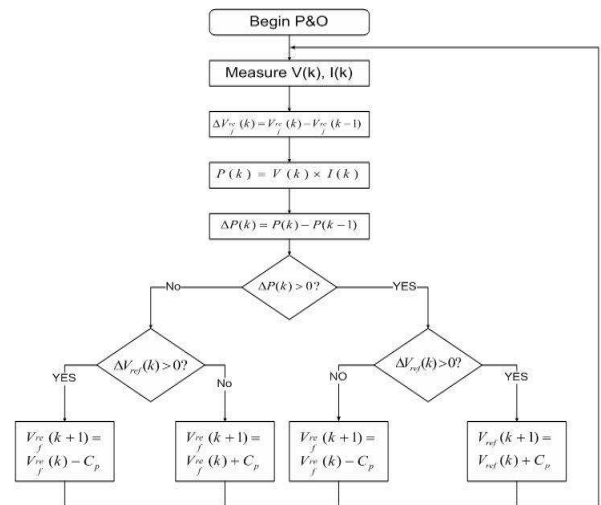 Begin P&O
Measure V(k), I(k)
ΔV_ref(k)=V_ref(k)−V_ref(k−1)
P(k) = V(k) × I(k)
ΔP(k)=P(k)−P(k−1)
ΔP(k)>0?
No
YES
ΔV_ref(k)>0?
YES
No
ΔV_ref(k)>0?
NO
YES
V_ref(k+1)=
V_ref(k)−C_p
V_ref(k+1)=
V_ref(k)+C_p
V_ref(k+1)=
V_ref(k)−C_p
V_ref(k+1)=
V_ref(k)+C_p